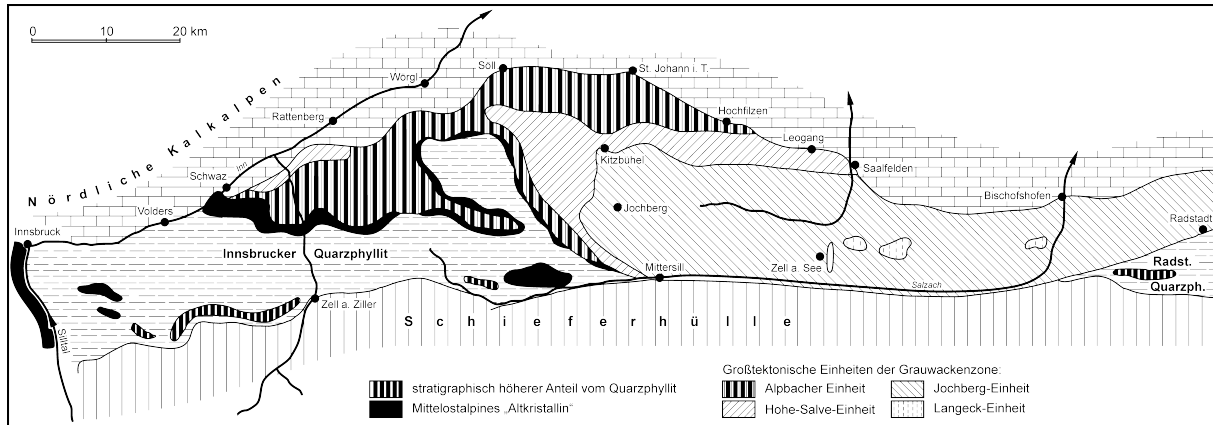 0 10 20 km
Nördliche Kalkalpen
Söll
St. Johann i. T.
Wörgl
Rattenberg
Hochfilzen
Leogang
Inn
Kitzbühel
Schwaz
Saalfelden
Volders
Jochberg
Bischofshofen
Innsbruck
Radstadt
Innsbrucker Quarzphyllit
Zell a. See
Mittersill
Radst.
Quarzph.
Salzach
Zell a. Ziller
Schieferhülle
Silltal
Großtektonische Einheiten der Grauwackenzone:
stratigraphisch höherer Anteil vom Quarzphyllit
Alpbacher Einheit
Jochberg-Einheit
Mittelostalpines „Altkristallin“
Hohe-Salve-Einheit
Langeck-Einheit